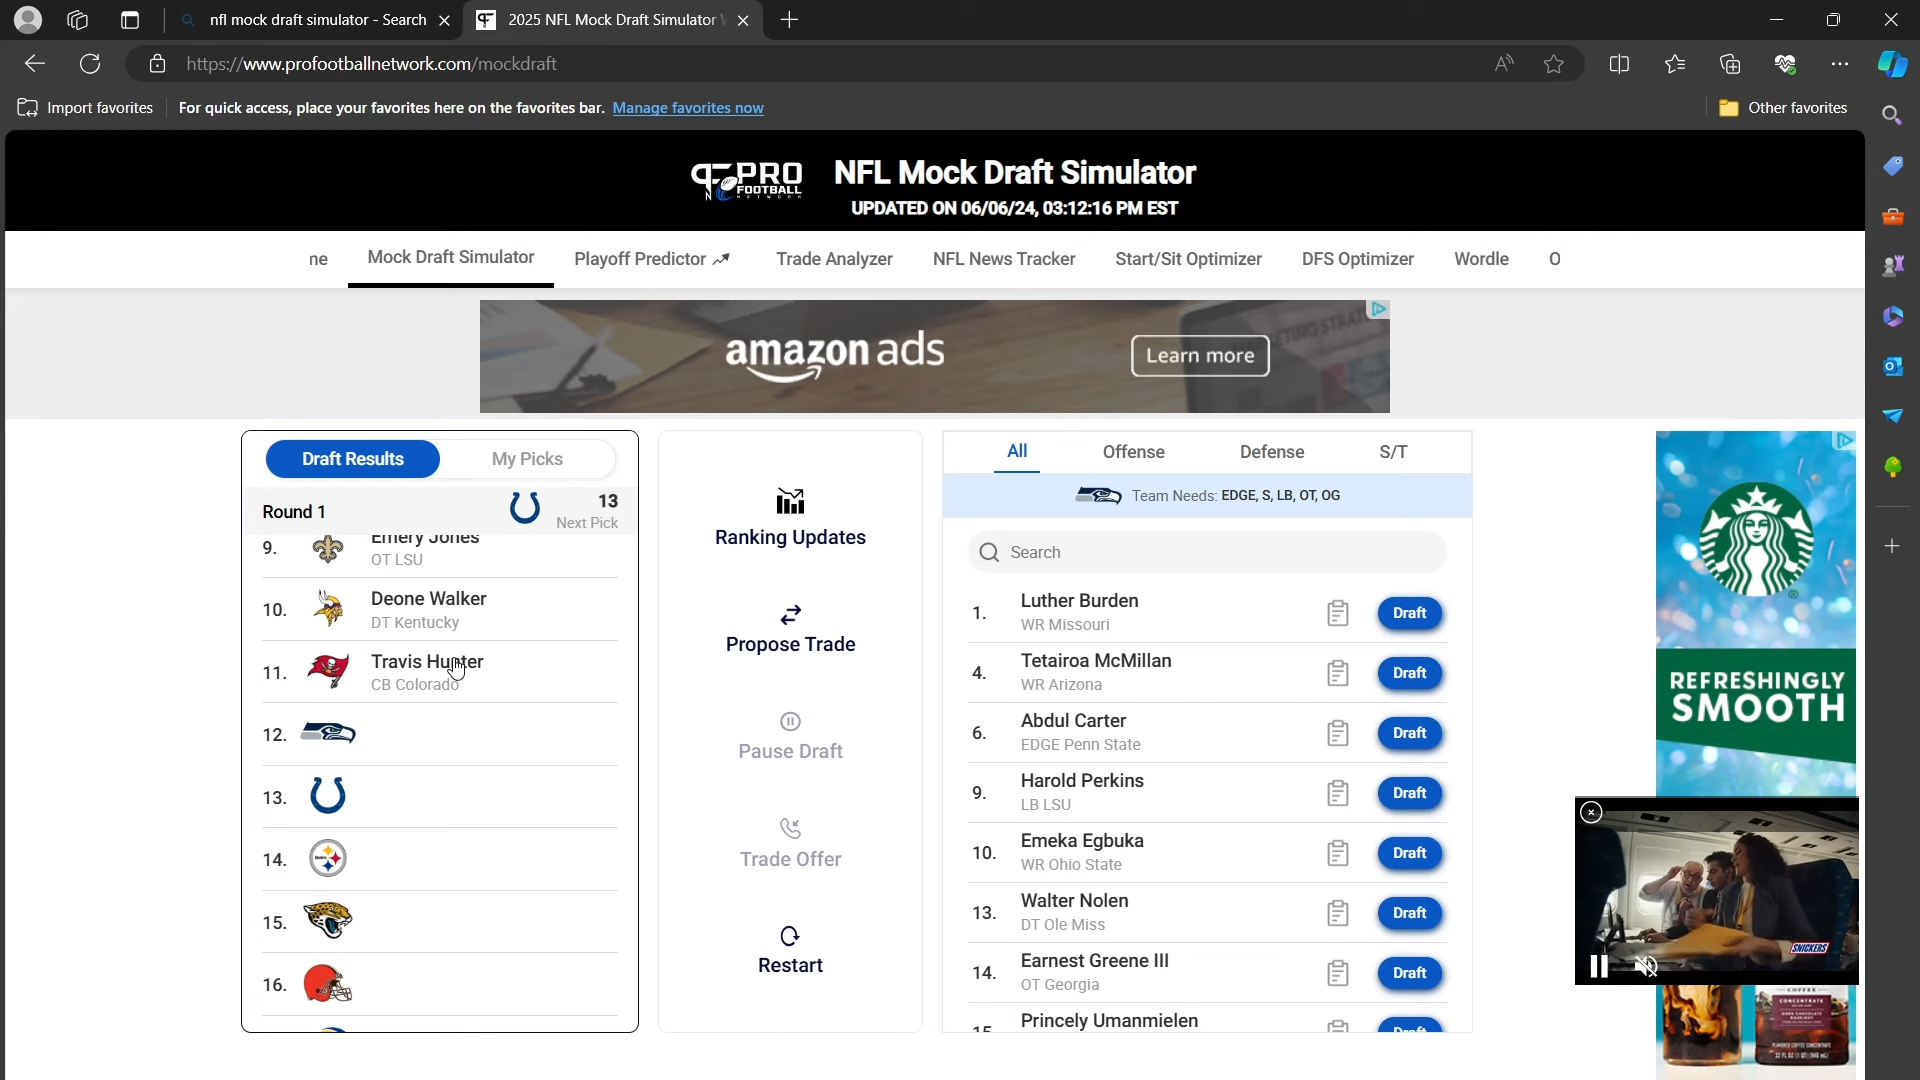 nfl mock draft simulator - Search
2025 NFL Mock Draft Simulator
https://www.profootballnetwork.com/mockdraft
Import favorites
For quick access, place your favorites here on the favorites bar. Manage favorites now
Other favorites
PRO
FOOTBALL
NETWORK
NFL Mock Draft Simulator
UPDATED ON 06/06/24, 03:12:16 PM EST
ne
Mock Draft Simulator
Playoff Predictor
Trade Analyzer
NFL News Tracker
Start/Sit Optimizer
DFS Optimizer
Wordle
O
amazon ads
Learn more
Draft Results
My Picks
Round 1
13
Next Pick
9.
Emery Jones
OT LSU
10.
Deone Walker
DT Kentucky
11.
Travis Hunter
CB Colorado
12.
13.
14.
15.
16.
Ranking Updates
Propose Trade
Pause Draft
Trade Offer
Restart
All
Offense
Defense
S/T
Team Needs: EDGE, S, LB, OT, OG
Search
1.
Luther Burden
WR Missouri
Draft
4.
Tetairoa McMillan
WR Arizona
Draft
6.
Abdul Carter
EDGE Penn State
Draft
9.
Harold Perkins
LB LSU
Draft
10.
Emeka Egbuka
WR Ohio State
Draft
13.
Walter Nolen
DT Ole Miss
Draft
14.
Earnest Greene III
OT Georgia
Draft
15.
Princely Umanmielen
Draft
REFRESHINGLY
SMOOTH
SNICKERS
COFFEE
CONCENTRATE